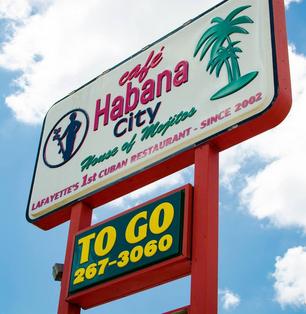 café
Habana
City
House of Mojitos
LAFAYETTE'S 1st CUBAN RESTAURANT - SINCE 2002
TO GO
267-3060